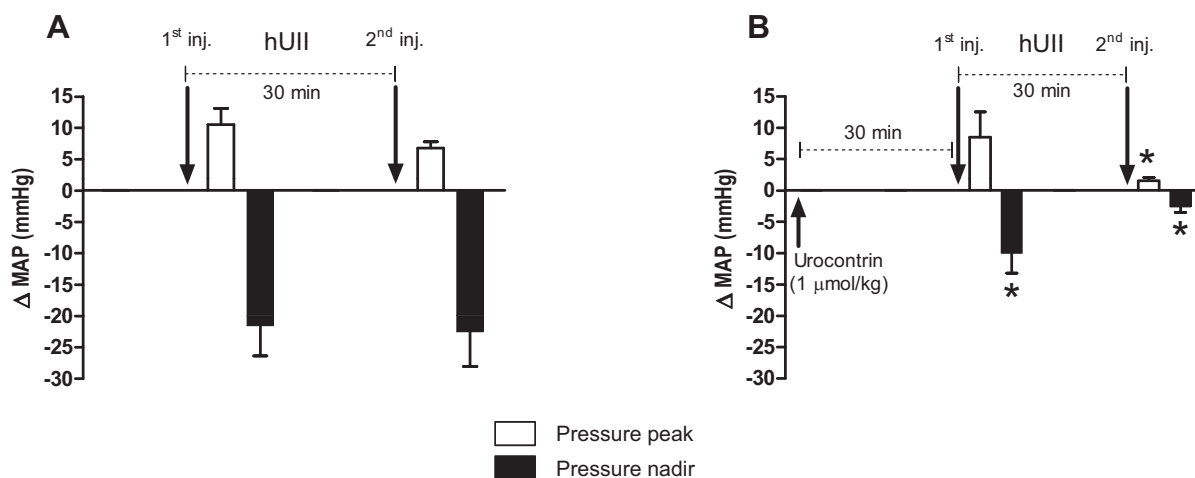 A
1st inj. hUII 2nd inj.
30 min
15
10
5
0
-5
-10
-15
-20
-25
-30
Δ MAP (mmHg)
B
1st inj. hUII 2nd inj.
30 min
30 min
15
10
5
0
-5
-10
-15
-20
-25
-30
Δ MAP (mmHg)
*
*
*
Urocontrin
(1 μmol/kg)
Pressure peak
Pressure nadir